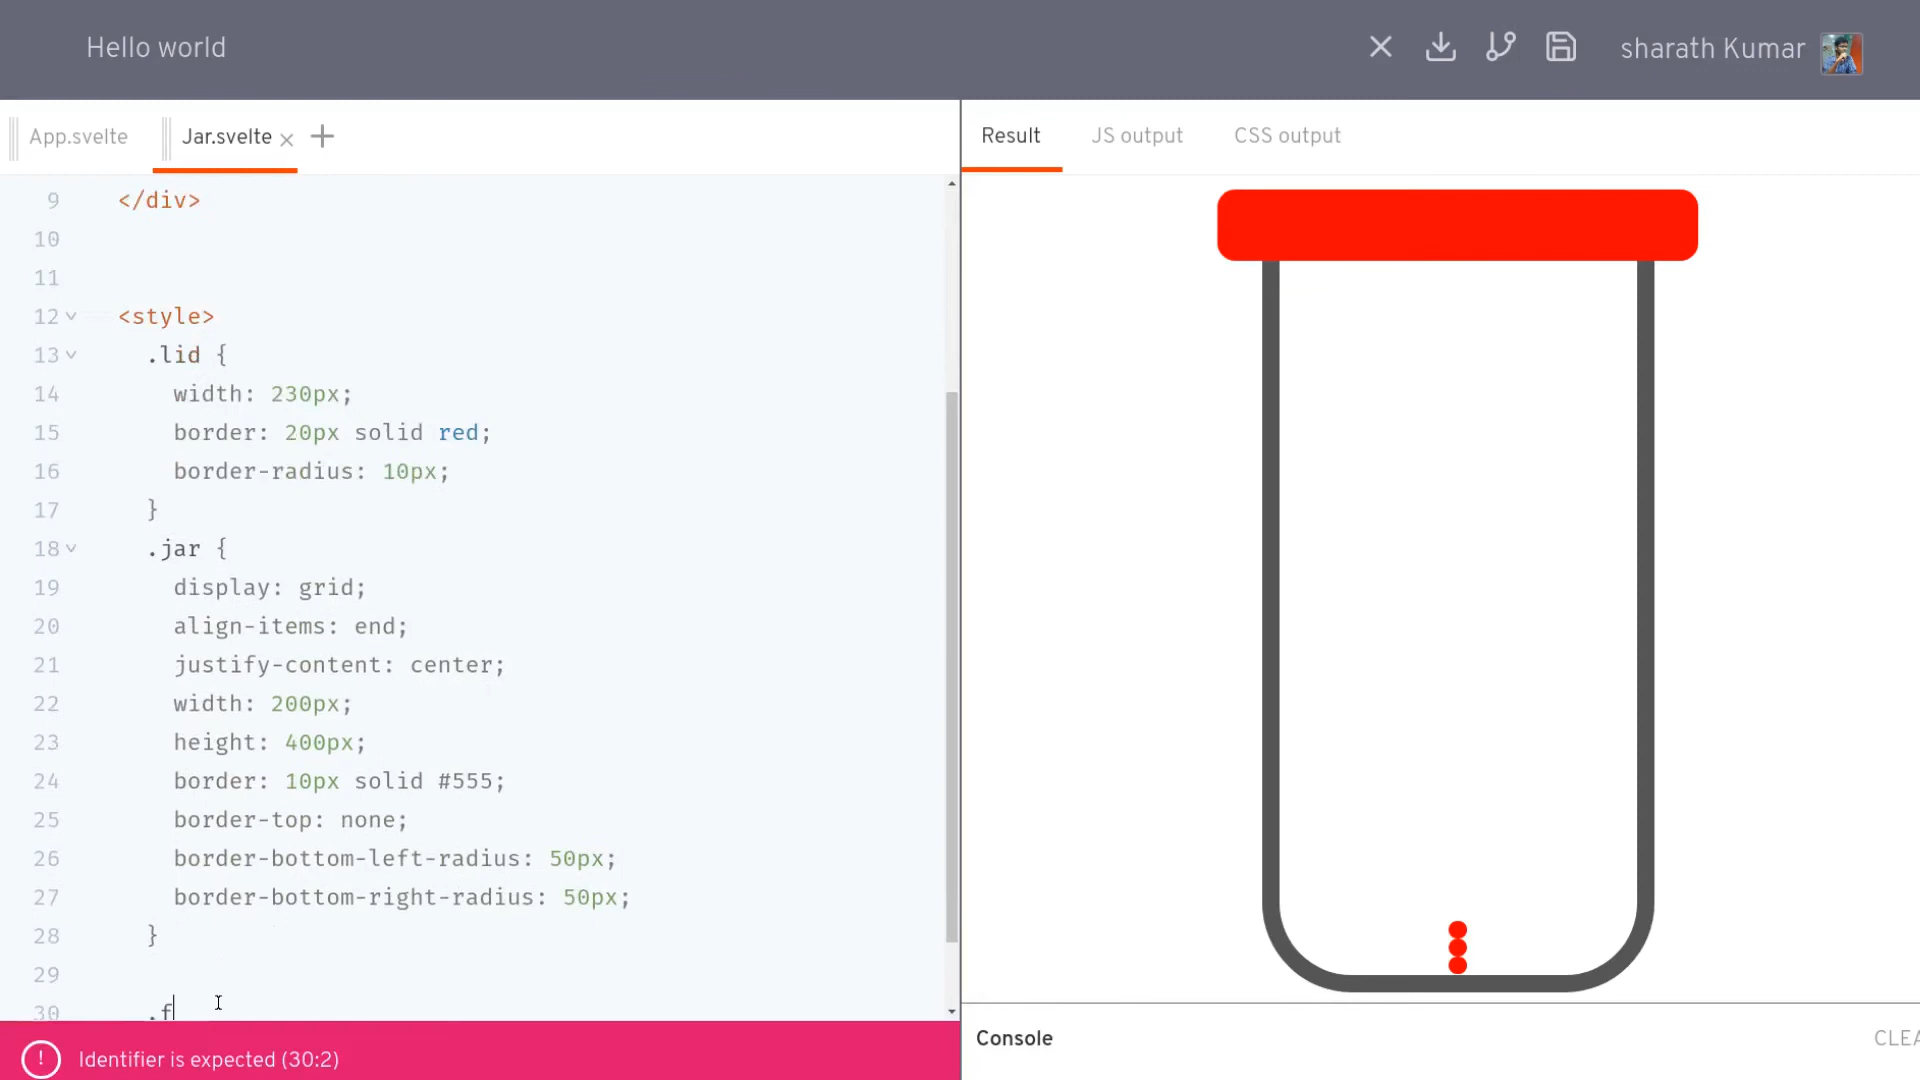 Hello world
sharath Kumar
App.svelte
Jar.svelte
Result
JS output
CSS output
9 </div>
10
11
12 <style>
13 .lid {
14 width: 230px;
15 border: 20px solid red;
16 border-radius: 10px;
17 }
18 .jar {
19 display: grid;
20 align-items: end;
21 justify-content: center;
22 width: 200px;
23 height: 400px;
24 border: 10px solid #555;
25 border-top: none;
26 border-bottom-left-radius: 50px;
27 border-bottom-right-radius: 50px;
28 }
29
30 .f
! Identifier is expected (30:2)
Console
CLEA